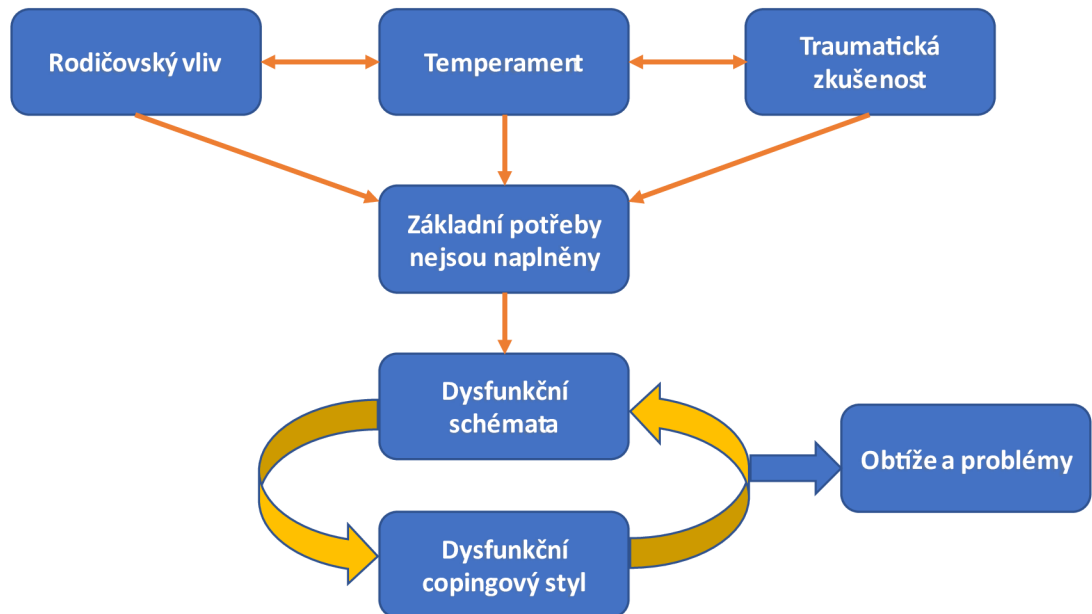 Rodičovský vliv
Temperamert
Traumatická
zkušenost
Základní potřeby
nejsou naplněny
Dysfunkční
schémata
Obtíže a problémy
Dysfunkční
copingový styl